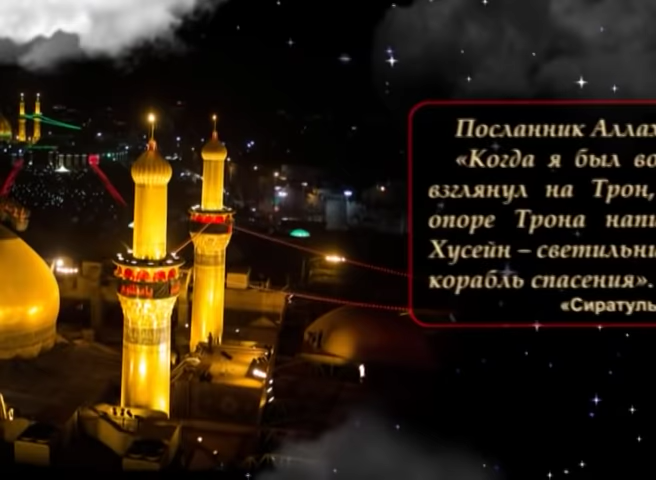 Посланник Аллах
«Когда я был во
взглянул на Трон,
опоре Трона напи
Хусейн – светильни
корабль спасения».
«Сиратуль